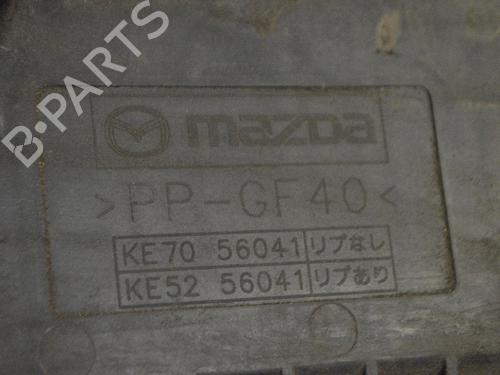 B-PARTS
mazda
>PP-GF40<
KE70 56041 リブなし
KE52 56041 リブあり